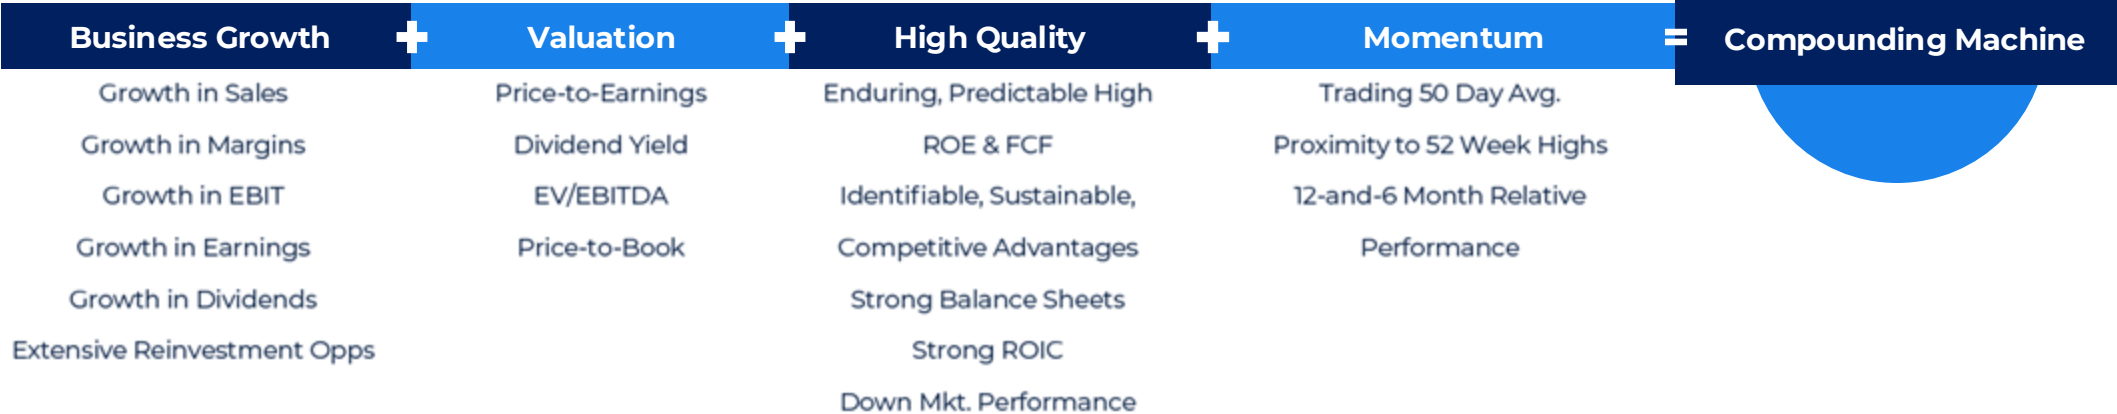 Business Growth + Valuation + High Quality + Momentum = Compounding Machine
Growth in Sales
Growth in Margins
Growth in EBIT
Growth in Earnings
Growth in Dividends
Extensive Reinvestment Opps
Price-to-Earnings
Dividend Yield
EV/EBITDA
Price-to-Book
Enduring, Predictable High
ROE & FCF
Identifiable, Sustainable,
Competitive Advantages
Strong Balance Sheets
Strong ROIC
Down Mkt. Performance
Trading 50 Day Avg.
Proximity to 52 Week Highs
12-and-6 Month Relative
Performance